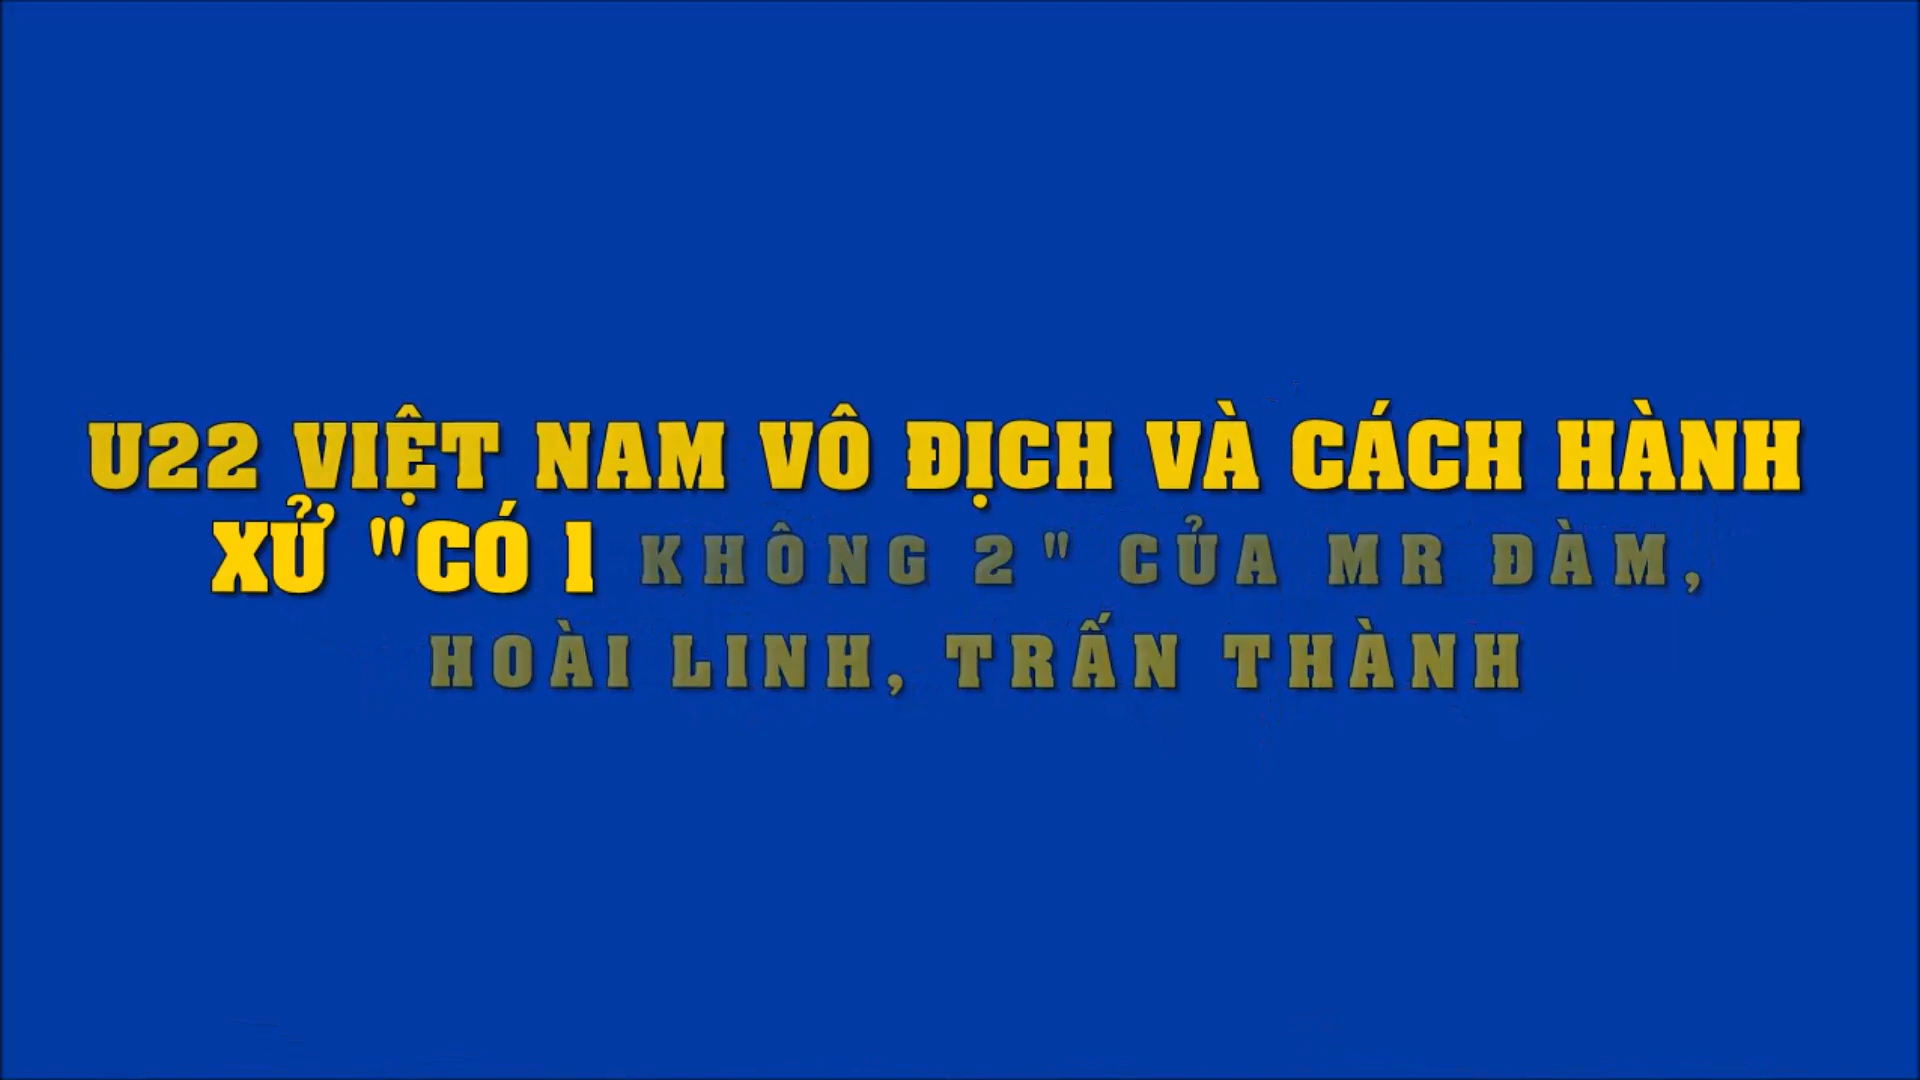 U22 VIỆT NAM VÔ ĐỊCH VÀ CÁCH HÀNH
XỬ "CÓ 1 KHÔNG 2" CỦA MR ĐÀM,
HOÀI LINH, TRẤN THÀNH